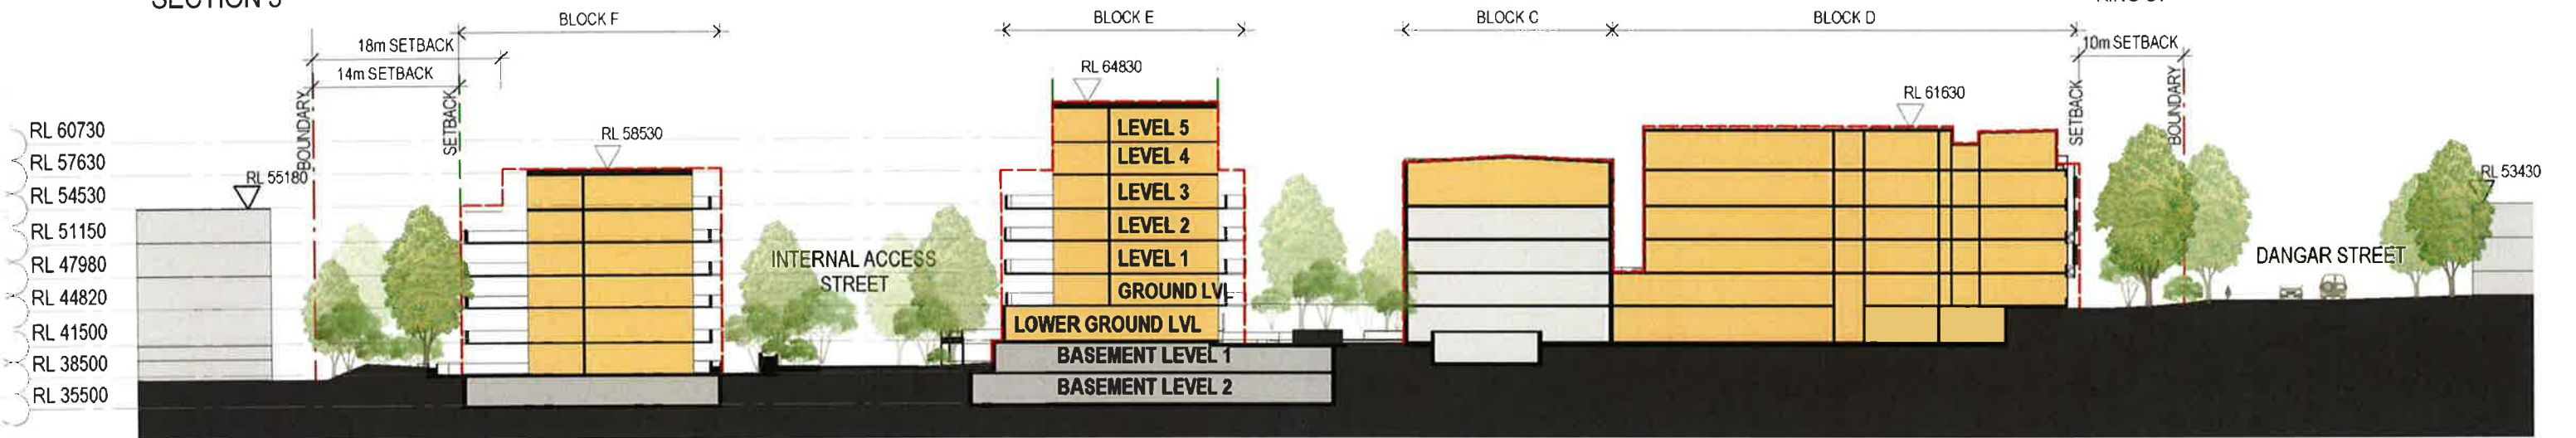 SECTION 3
BLOCK F
BLOCK E
BLOCK C
BLOCK D
18m SETBACK
10m SETBACK
14m SETBACK
RL 64830
RL 61630
BOUNDARY
SETBACK
SETBACK
BOUNDARY
RL 60730
RL 57630
RL 54530
RL 51150
RL 47980
RL 44820
RL 41500
RL 38500
RL 35500
RL 55180
RL 58530
RL 53430
LEVEL 5
LEVEL 4
LEVEL 3
LEVEL 2
LEVEL 1
GROUND LVL
LOWER GROUND LVL
BASEMENT LEVEL 1
BASEMENT LEVEL 2
INTERNAL ACCESS
STREET
DANGAR STREET